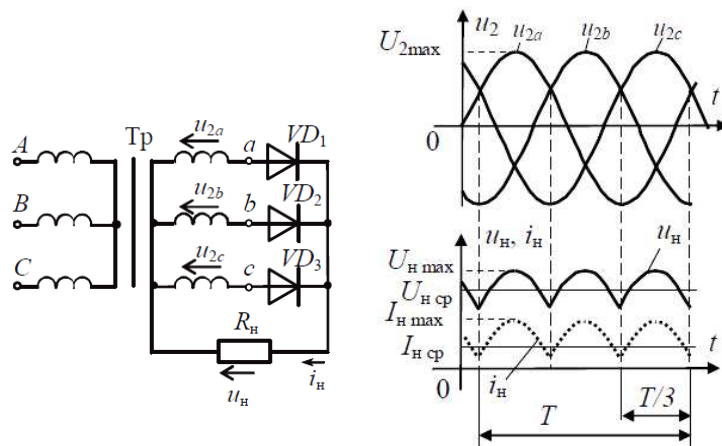 A
B
C
Тр
u2a
a
VD1
u2b
b
VD2
u2c
c
VD3
Rн
uн
iн
u2
u2a
u2b
u2c
U2max
t
0
uн, iн
uн
Uн max
Uн ср
Iн max
Iн ср
iн
t
0
T
T/3